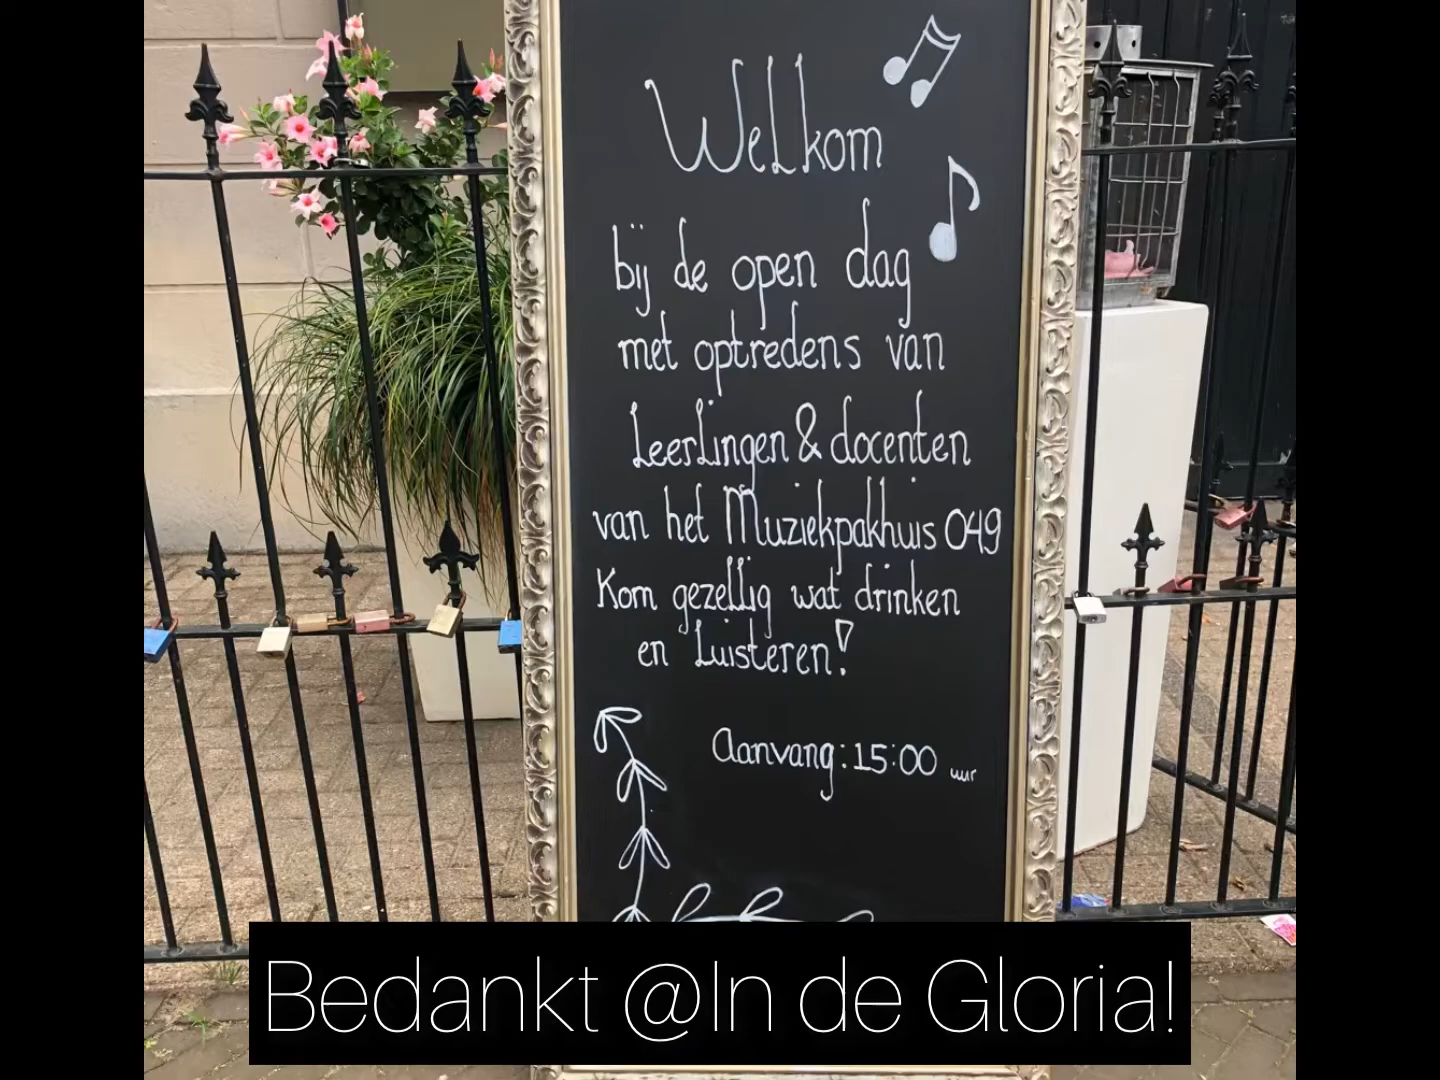 Welkom
bij de open dag
met optredens van
Leerlingen & docenten
van het Muziekpakhuis 049
Kom gezellig wat drinken
en Luisteren!
Aanvang: 15:00 uur
Bedankt @In de Gloria!